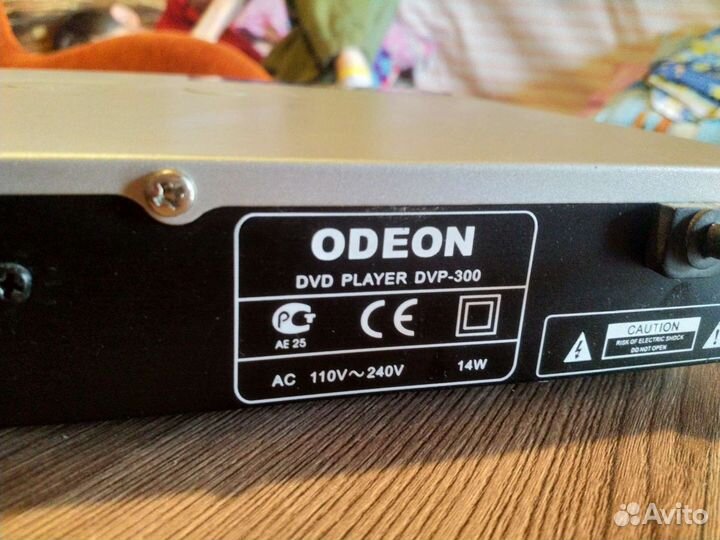 ODEON
DVD PLAYER DVP-300
РСТ
AE 25
CE
AC 110V~240V 14W
CAUTION
RISK OF ELECTRIC SHOCK
DO NOT OPEN
Avito